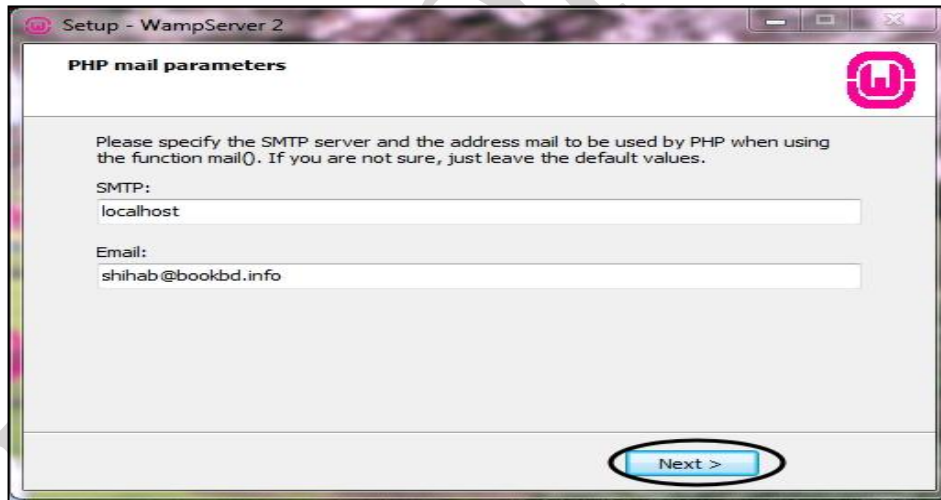 Setup - WampServer 2
PHP mail parameters
Please specify the SMTP server and the address mail to be used by PHP when using
the function mail(). If you are not sure, just leave the default values.
SMTP:
localhost
Email:
shihab@bookbd.info
Next >